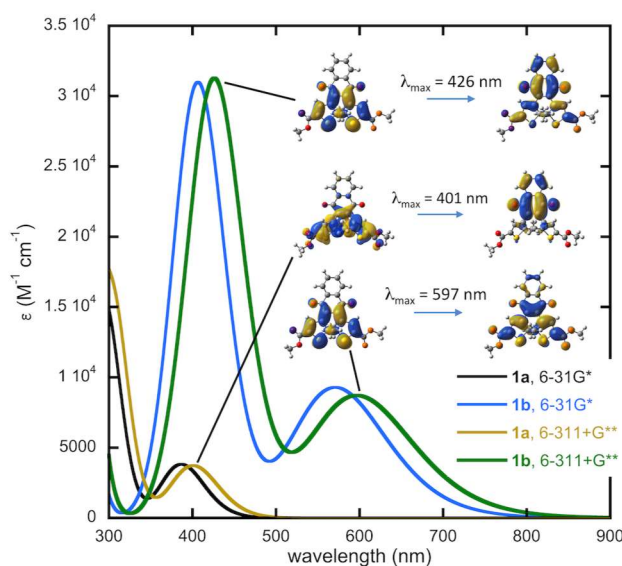 3.5 10⁴
3 10⁴
2.5 10⁴
2 10⁴
1.5 10⁴
1 10⁴
5000
0
ε (M⁻¹ cm⁻¹)
λmax = 426 nm
λmax = 401 nm
λmax = 597 nm
1a, 6-31G*
1b, 6-31G*
1a, 6-311+G**
1b, 6-311+G**
300 400 500 600 700 800 900
wavelength (nm)